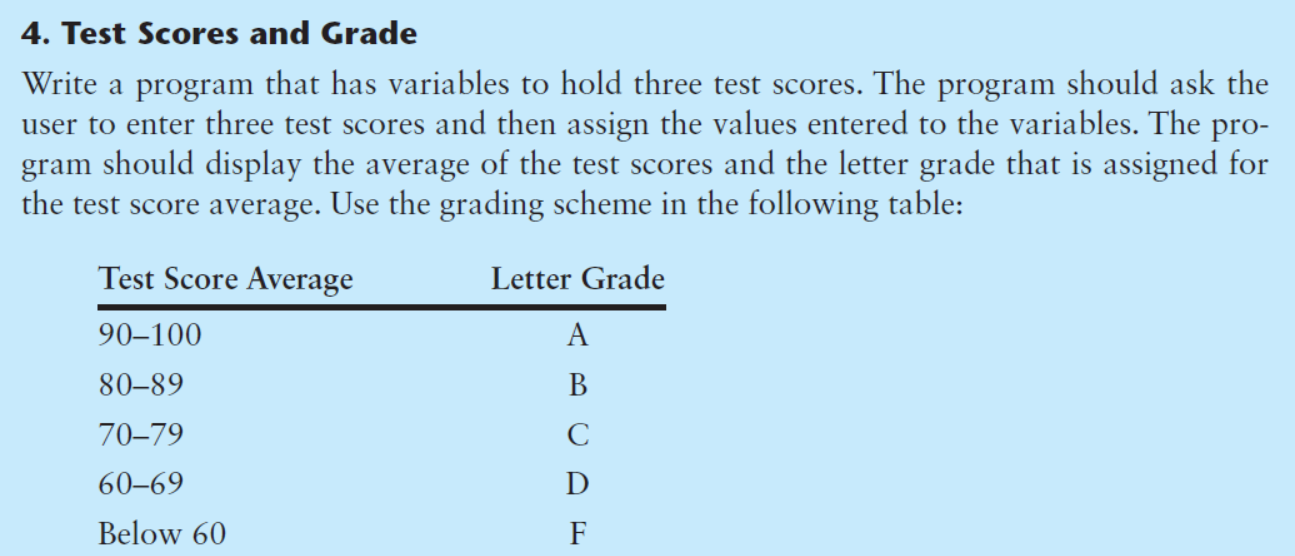 4. Test Scores and Grade
Write a program that has variables to hold three test scores. The program should ask the
user to enter three test scores and then assign the values entered to the variables. The pro-
gram should display the average of the test scores and the letter grade that is assigned for
the test score average. Use the grading scheme in the following table:
Test Score Average Letter Grade
90–100 A
80–89 B
70–79 C
60–69 D
Below 60 F